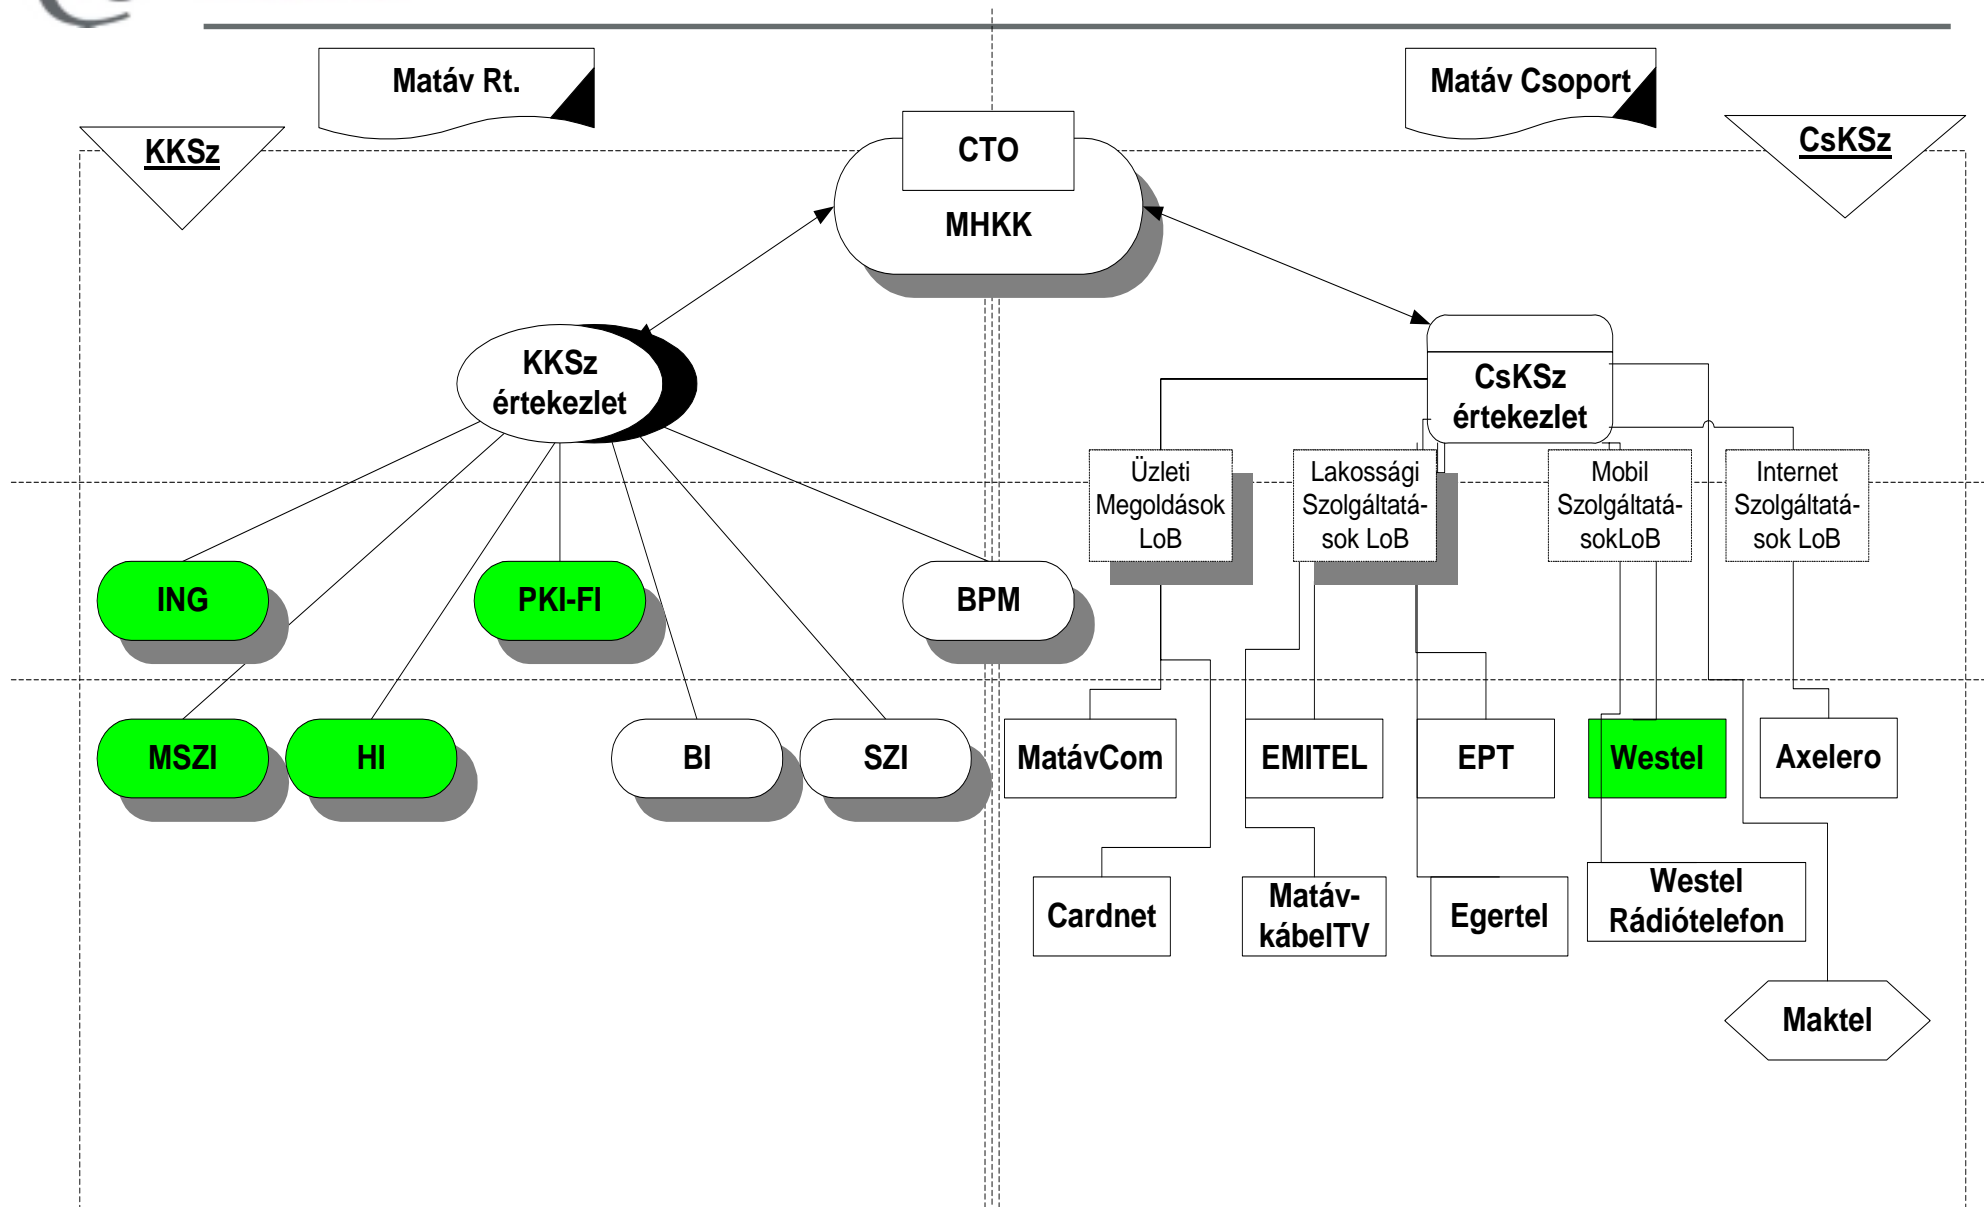 Matáv Rt.
Matáv Csoport
KKSz
CTO
CsKSz
MHKK
KKSz
értekezlet
CsKSz
értekezlet
Üzleti
Megoldások
LoB
Lakossági
Szolgáltatá-
sok LoB
Mobil
Szolgáltatá-
sokLoB
Internet
Szolgáltatá-
sok LoB
ING
PKI-FI
BPM
MSZI
HI
BI
SZI
MatávCom
EMITEL
EPT
Westel
Axelero
Cardnet
Matáv-
kábelTV
Egertel
Westel
Rádiótelefon
Maktel